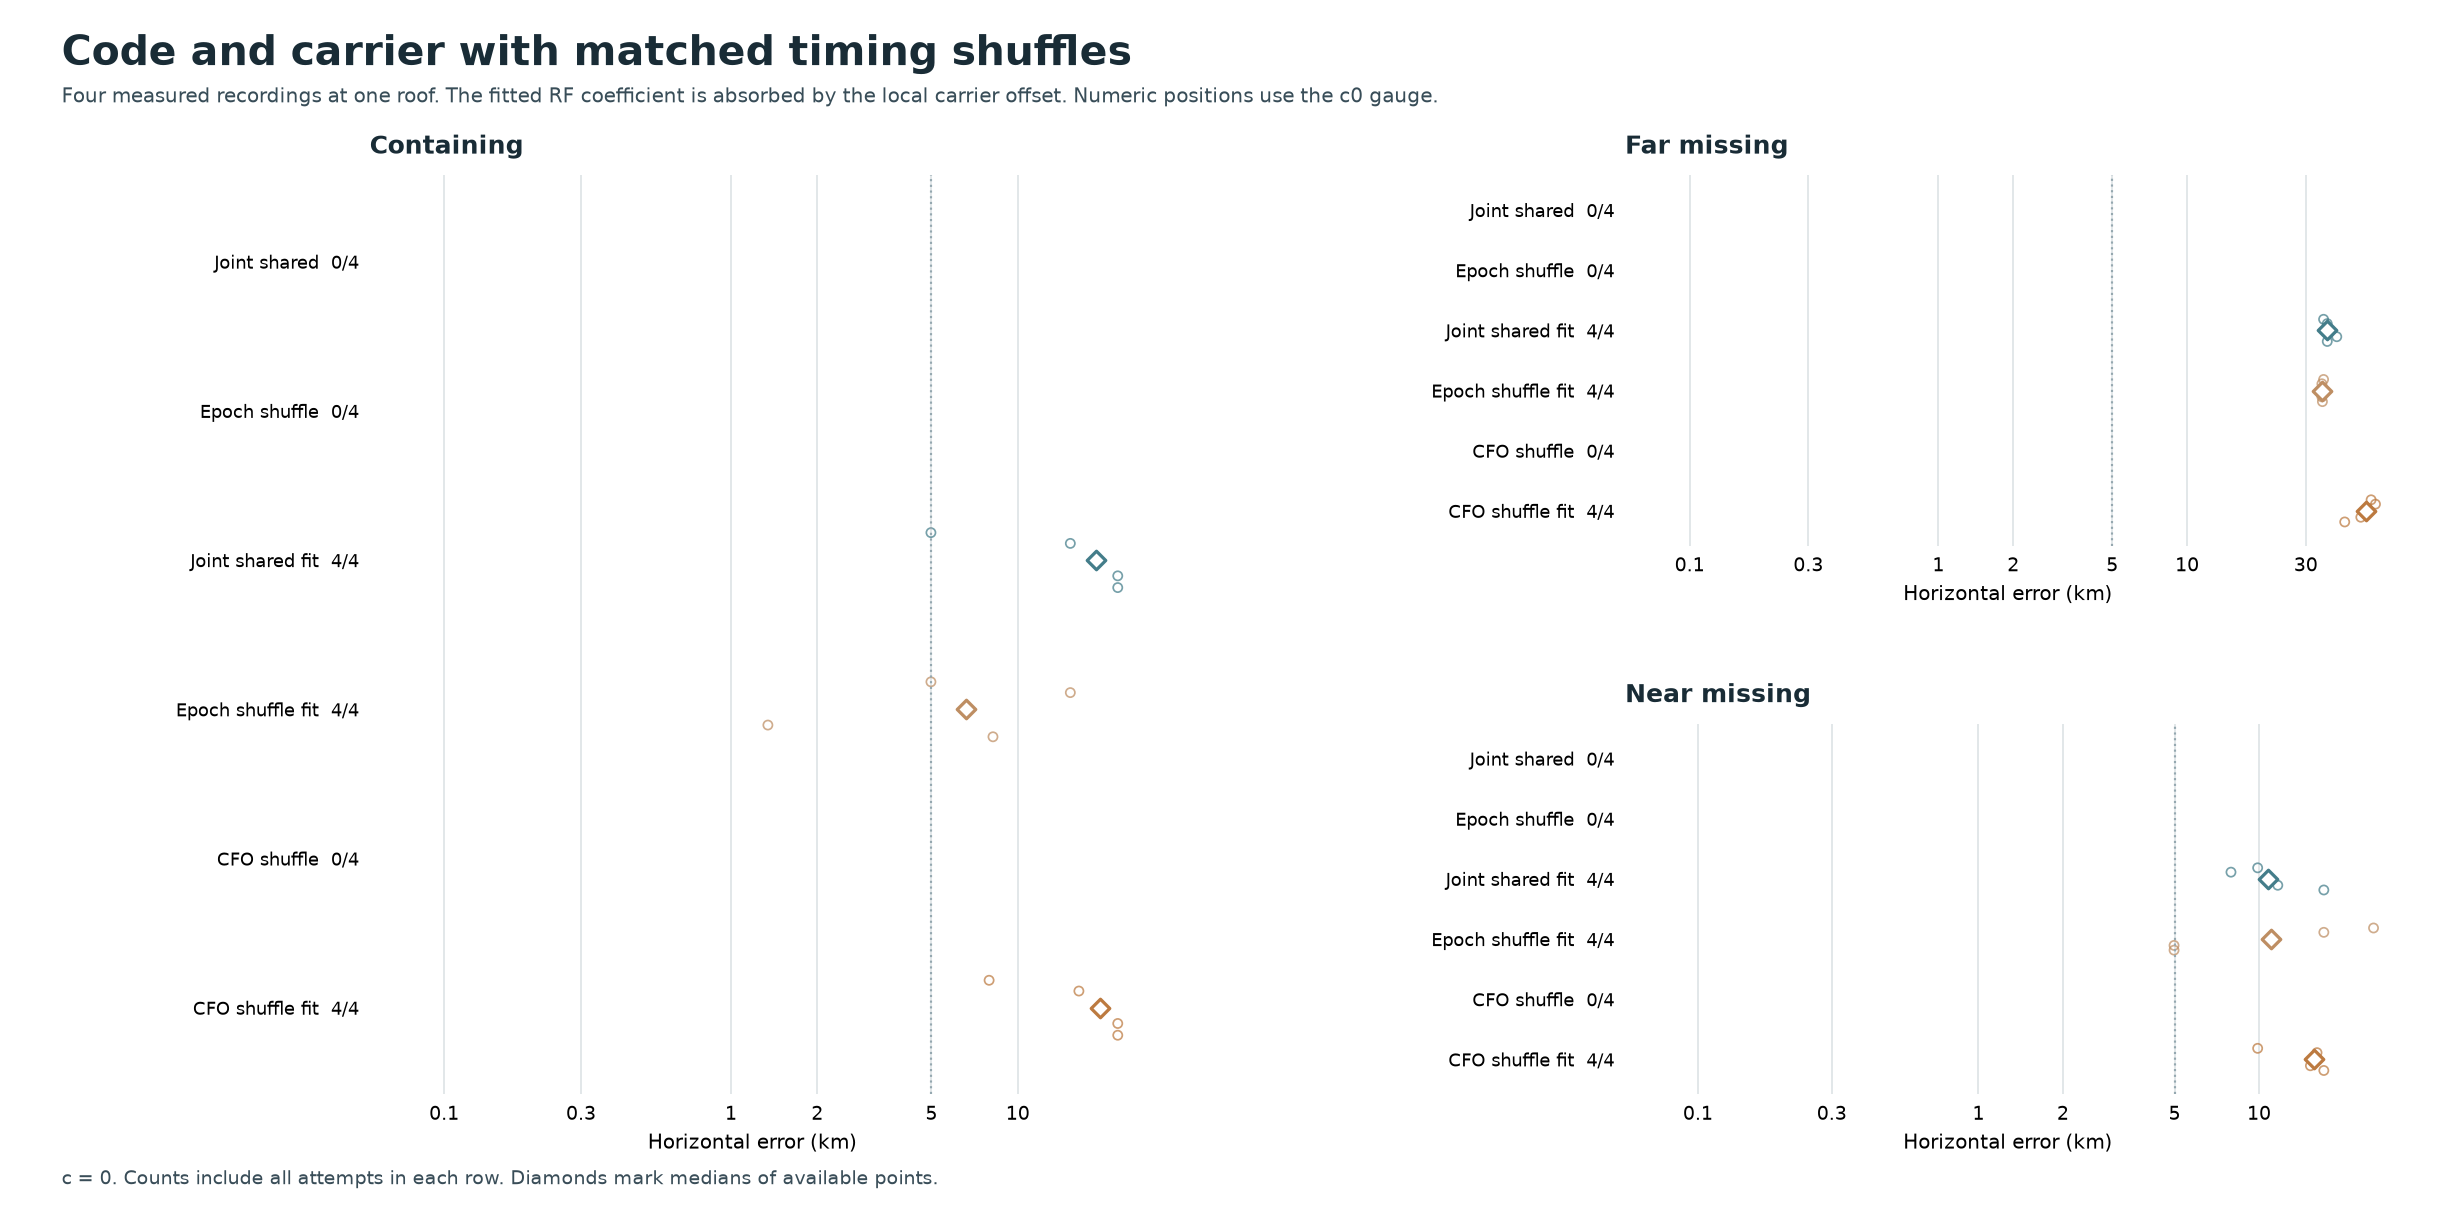 Code and carrier with matched timing shuffles
Four measured recordings at one roof. The fitted RF coefficient is absorbed by the local carrier offset. Numeric positions use the c0 gauge.
Containing
Joint shared 0/4
Epoch shuffle 0/4
Joint shared fit 4/4
Epoch shuffle fit 4/4
CFO shuffle 0/4
CFO shuffle fit 4/4
0.1 0.3 1 2 5 10
Horizontal error (km)
Far missing
Joint shared 0/4
Epoch shuffle 0/4
Joint shared fit 4/4
Epoch shuffle fit 4/4
CFO shuffle 0/4
CFO shuffle fit 4/4
0.1 0.3 1 2 5 10 30
Horizontal error (km)
Near missing
Joint shared 0/4
Epoch shuffle 0/4
Joint shared fit 4/4
Epoch shuffle fit 4/4
CFO shuffle 0/4
CFO shuffle fit 4/4
0.1 0.3 1 2 5 10
Horizontal error (km)
c = 0. Counts include all attempts in each row. Diamonds mark medians of available points.